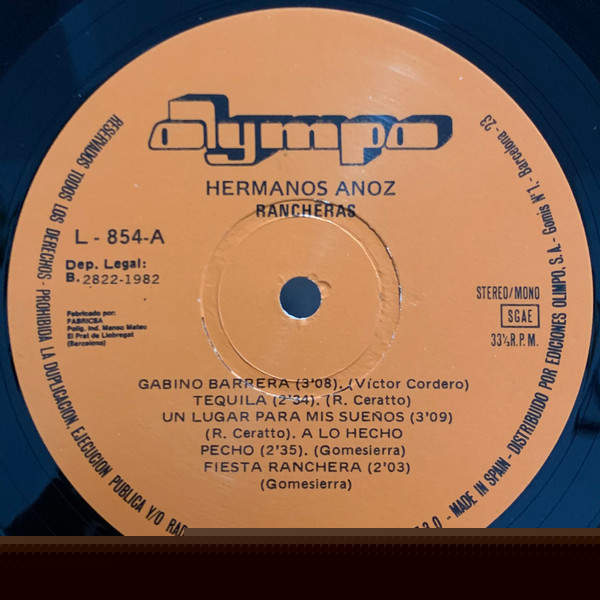 olympo
HERMANOS ANOZ
RANCHERAS
L - 854-A
Dep. Legal:
B. 2822-1982
Fabricado por:
FABRICSA
Polig. Ind. Manso Mateu
El Prat de Llobregat
(Barcelona)
STEREO/MONO
SGAE
33⅓ R.P.M.
GABINO BARRERA (3'08). (Víctor Cordero)
TEQUILA (2'34). (R. Ceratto)
UN LUGAR PARA MIS SUEÑOS (3'09)
(R. Ceratto). A LO HECHO
PECHO (2'35). (Gomesierra)
FIESTA RANCHERA (2'03)
(Gomesierra)
RESERVADOS TODOS LOS DERECHOS - PROHIBIDA LA DUPLICACION, EJECUCION PUBLICA Y/O RAD
MADE IN SPAIN - DISTRIBUIDO POR EDICIONES OLIMPO, S.A. - Gomis Nº 1. - Barcelona - 23